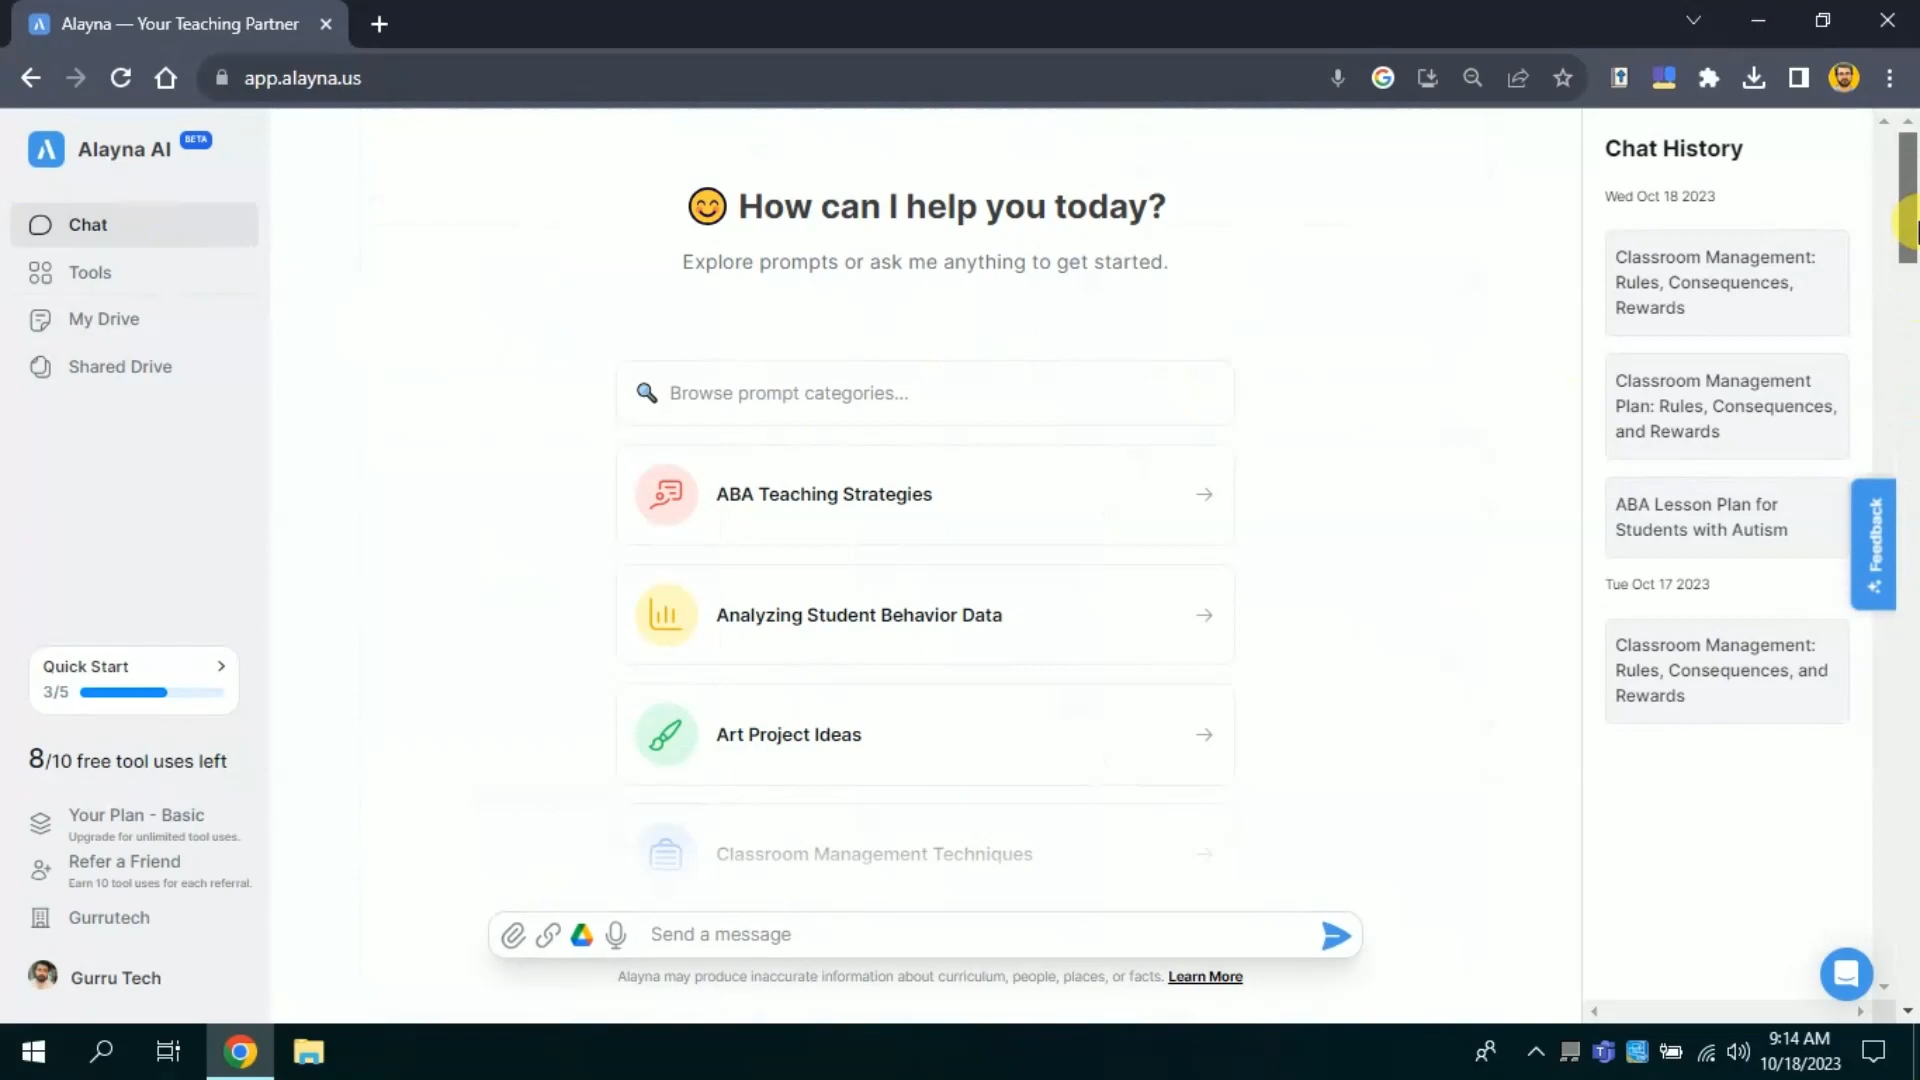 Alayna — Your Teaching Partner
app.alayna.us
Alayna AI
BETA
Chat
Tools
My Drive
Shared Drive
Quick Start
3/5
8/10 free tool uses left
Your Plan - Basic
Upgrade for unlimited tool uses.
Refer a Friend
Earn 10 tool uses for each referral.
Gurrutech
Gurru Tech
How can I help you today?
Explore prompts or ask me anything to get started.
Browse prompt categories...
ABA Teaching Strategies
Analyzing Student Behavior Data
Art Project Ideas
Classroom Management Techniques
Send a message
Alayna may produce inaccurate information about curriculum, people, places, or facts. Learn More
Chat History
Wed Oct 18 2023
Classroom Management:
Rules, Consequences,
Rewards
Classroom Management
Plan: Rules, Consequences,
and Rewards
ABA Lesson Plan for
Students with Autism
Tue Oct 17 2023
Classroom Management:
Rules, Consequences, and
Rewards
Feedback
9:14 AM
10/18/2023